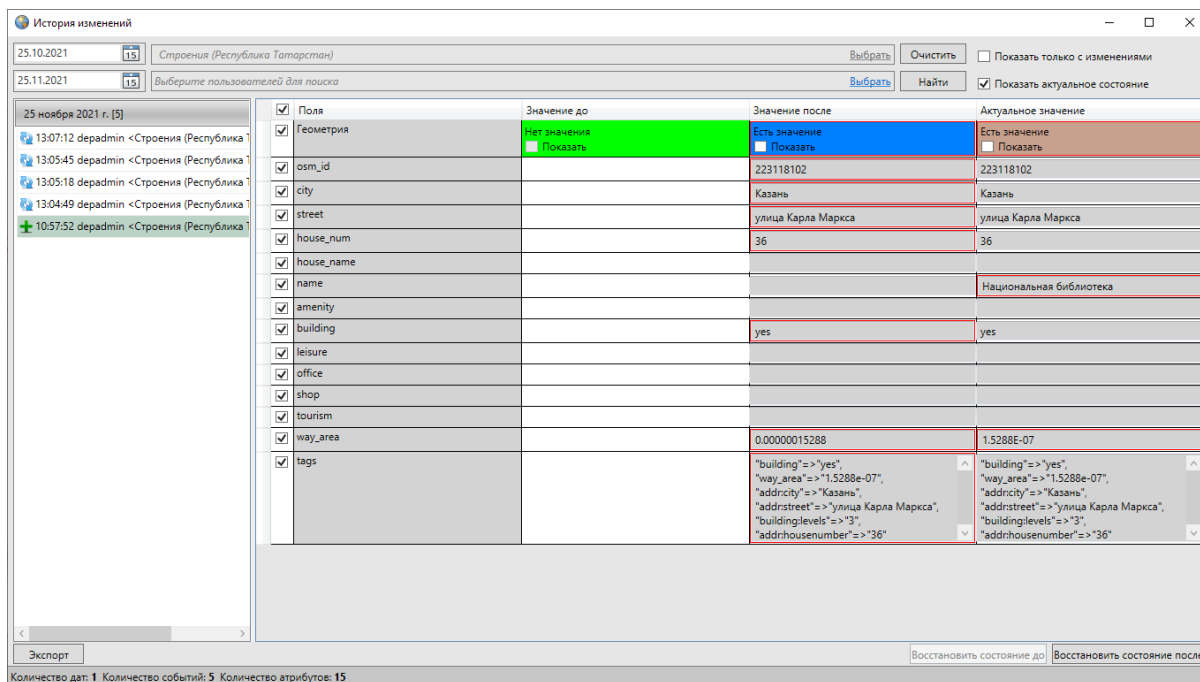 История изменений
25.10.2021 15 Строения (Республика Татарстан) Выбрать Очистить Показать только с изменениями
25.11.2021 15 Выберите пользователей для поиска Выбрать Найти Показать актуальное состояние
25 ноября 2021 г. [5]
13:07:12 depadmin <Строения (Республика Т
13:05:45 depadmin <Строения (Республика Т
13:05:18 depadmin <Строения (Республика Т
13:04:49 depadmin <Строения (Республика Т
10:57:52 depadmin <Строения (Республика Т
Поля Значение до Значение после Актуальное значение
Геометрия Нет значения Есть значение Есть значение
Показать Показать Показать
osm_id 223118102 223118102
city Казань Казань
street улица Карла Маркса улица Карла Маркса
house_num 36 36
house_name
name Национальная библиотека
amenity
building yes yes
leisure
office
shop
tourism
way_area 0.00000015288 1.5288E-07
tags "building"=>"yes", "building"=>"yes",
"way_area"=>"1.5288e-07", "way_area"=>"1.5288e-07",
"addr:city"=>"Казань", "addr:city"=>"Казань",
"addr:street"=>"улица Карла Маркса", "addr:street"=>"улица Карла Маркса",
"building:levels"=>"3", "building:levels"=>"3",
"addr:housenumber"=>"36" "addr:housenumber"=>"36"
Экспорт Восстановить состояние до Восстановить состояние после
Количество дат: 1 Количество событий: 5 Количество атрибутов: 15